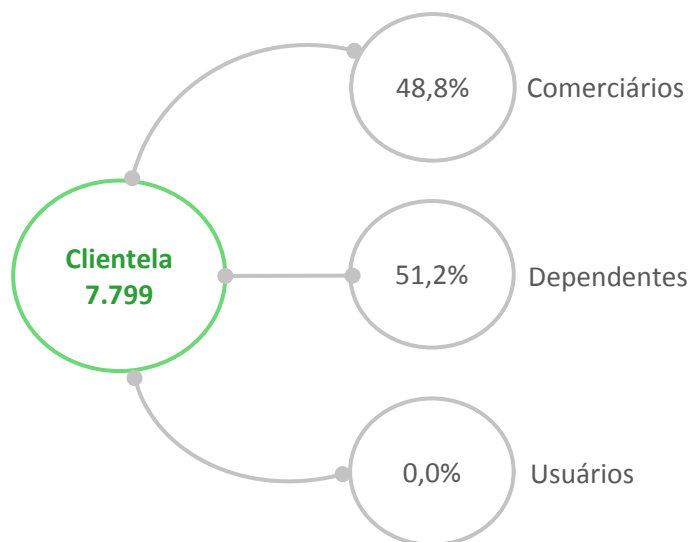 48,8% Comerciários
Clientela
7.799
51,2% Dependentes
0,0% Usuários